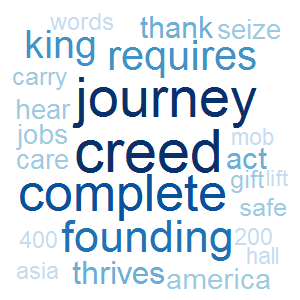 words thank seize
king requires
carry
journey
hear
jobs creed mob
care act
complete gift lift
safe
400 founding 200
hall
asia thrives america